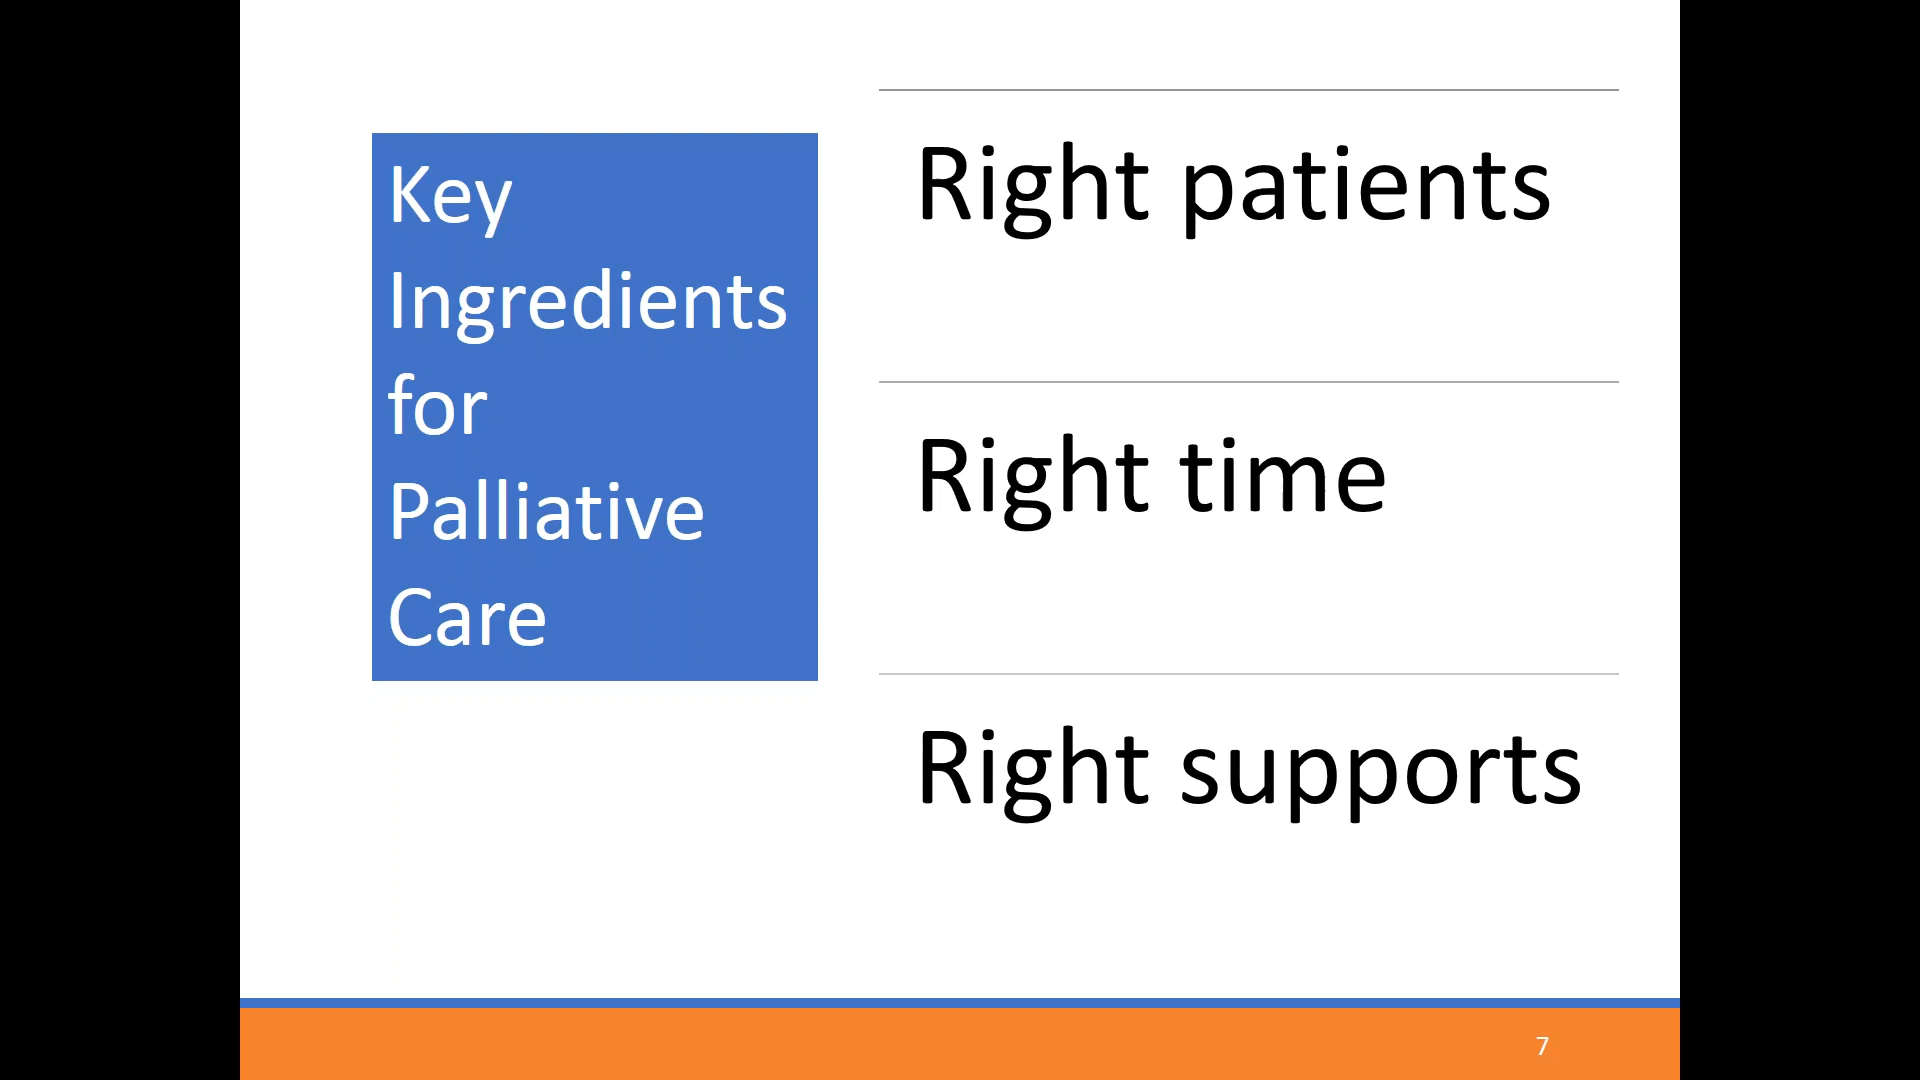 Key
Ingredients
for
Palliative
Care
Right patients
Right time
Right supports
7